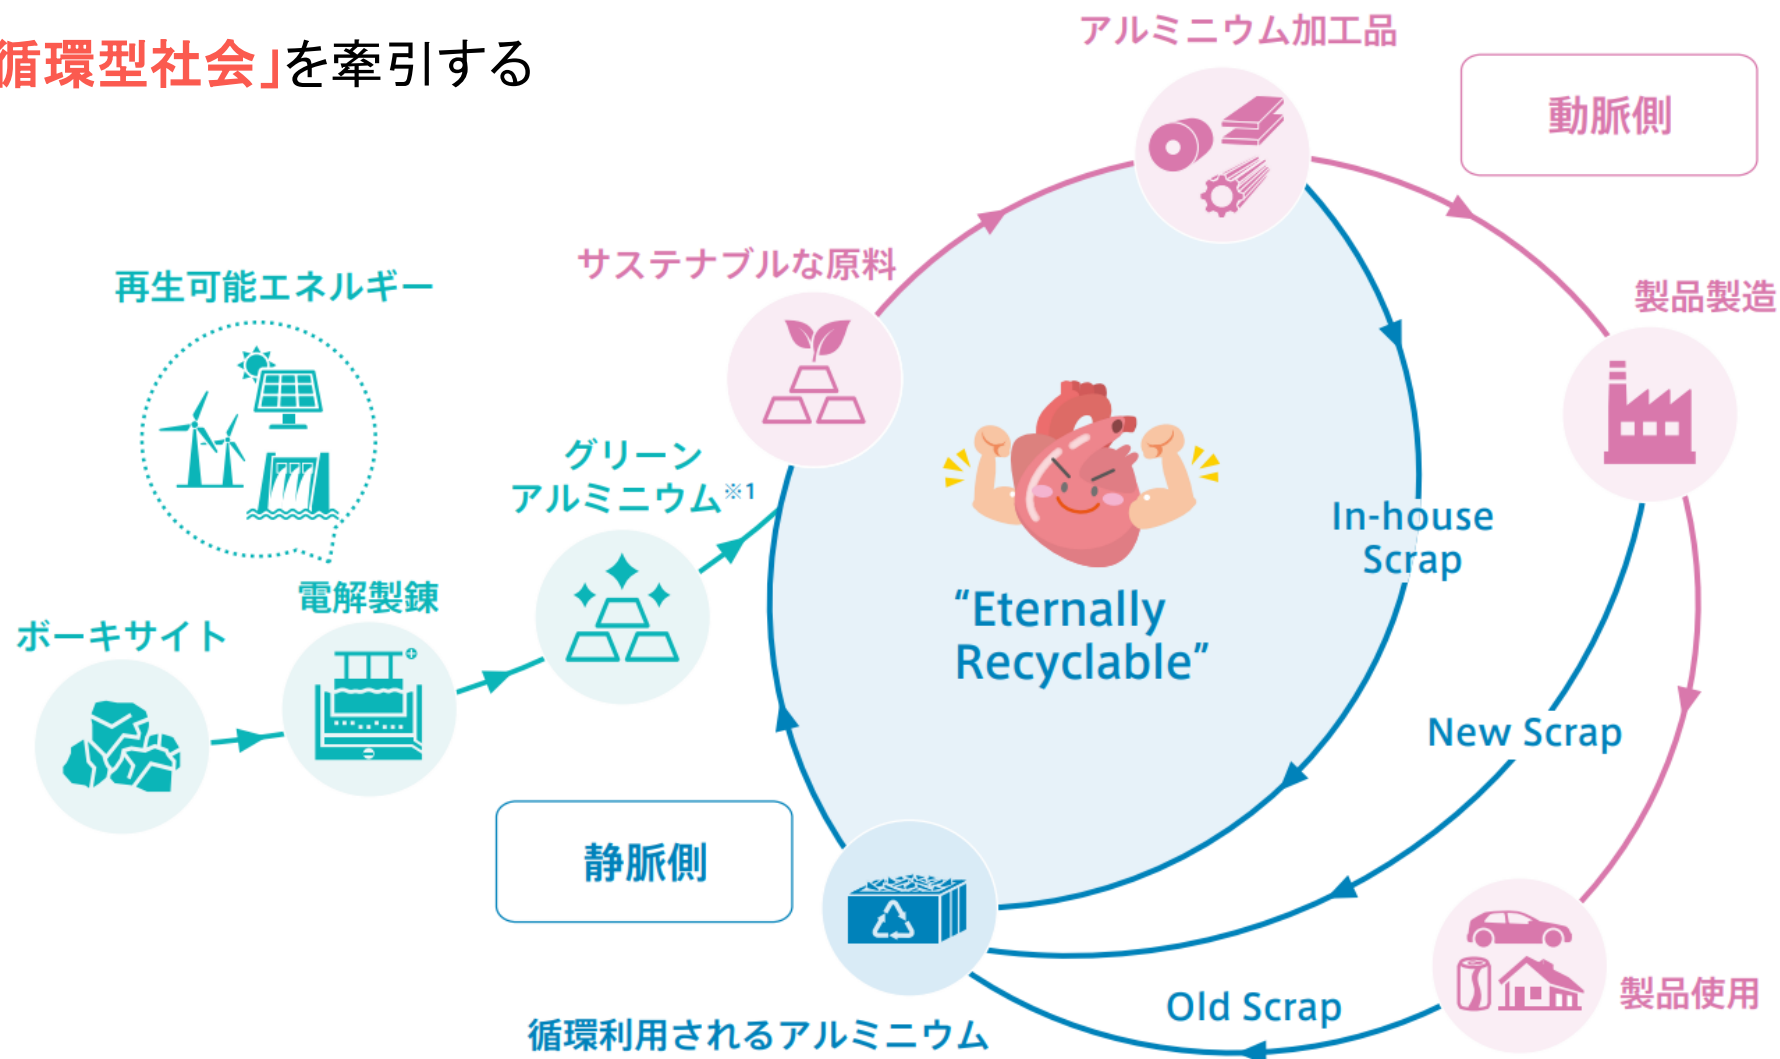 循環型社会」を牽引する
アルミニウム加工品
動脈側
サステナブルな原料
再生可能エネルギー
製品製造
グリーン
アルミニウム※1
In-house
Scrap
電解製錬
“Eternally
Recyclable”
ボーキサイト
New Scrap
静脈側
製品使用
Old Scrap
循環利用されるアルミニウム